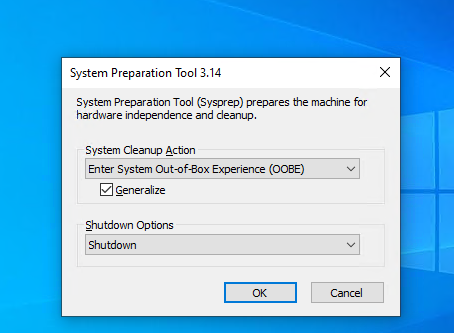 System Preparation Tool 3.14
System Preparation Tool (Sysprep) prepares the machine for
hardware independence and cleanup.
System Cleanup Action
Enter System Out-of-Box Experience (OOBE)
Generalize
Shutdown Options
Shutdown
OK
Cancel